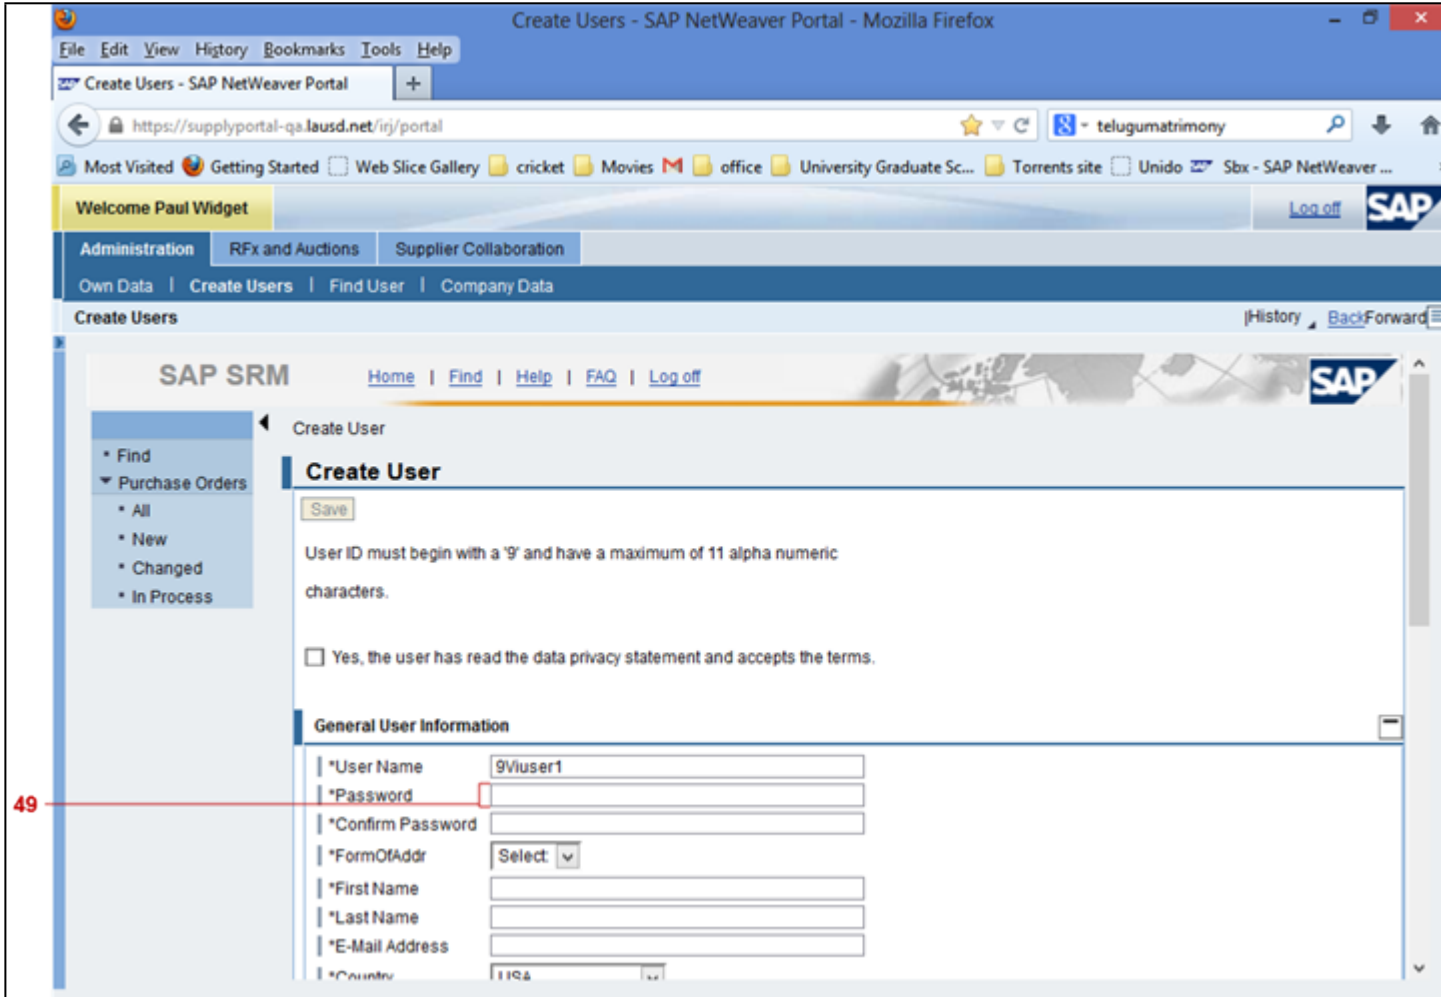 Create Users - SAP NetWeaver Portal - Mozilla Firefox
File Edit View History Bookmarks Tools Help
Create Users - SAP NetWeaver Portal +
https://supplyportal-qa.lausd.net/irj/portal telugumatrimony
Most Visited Getting Started Web Slice Gallery cricket Movies office University Graduate Sc... Torrents site Unido Sbx - SAP NetWeaver ...
Welcome Paul Widget Log off SAP
Administration RFx and Auctions Supplier Collaboration
Own Data | Create Users | Find User | Company Data
Create Users |History Back Forward
SAP SRM Home | Find | Help | FAQ | Log off SAP
Create User
Find
Create User
Purchase Orders
All
Save
New
User ID must begin with a '9' and have a maximum of 11 alpha numeric
Changed
characters.
In Process
Yes, the user has read the data privacy statement and accepts the terms.
General User Information
*User Name 9Viuser1
49 *Password
*Confirm Password
*FormOfAddr Select:
*First Name
*Last Name
*E-Mail Address
*Country USA